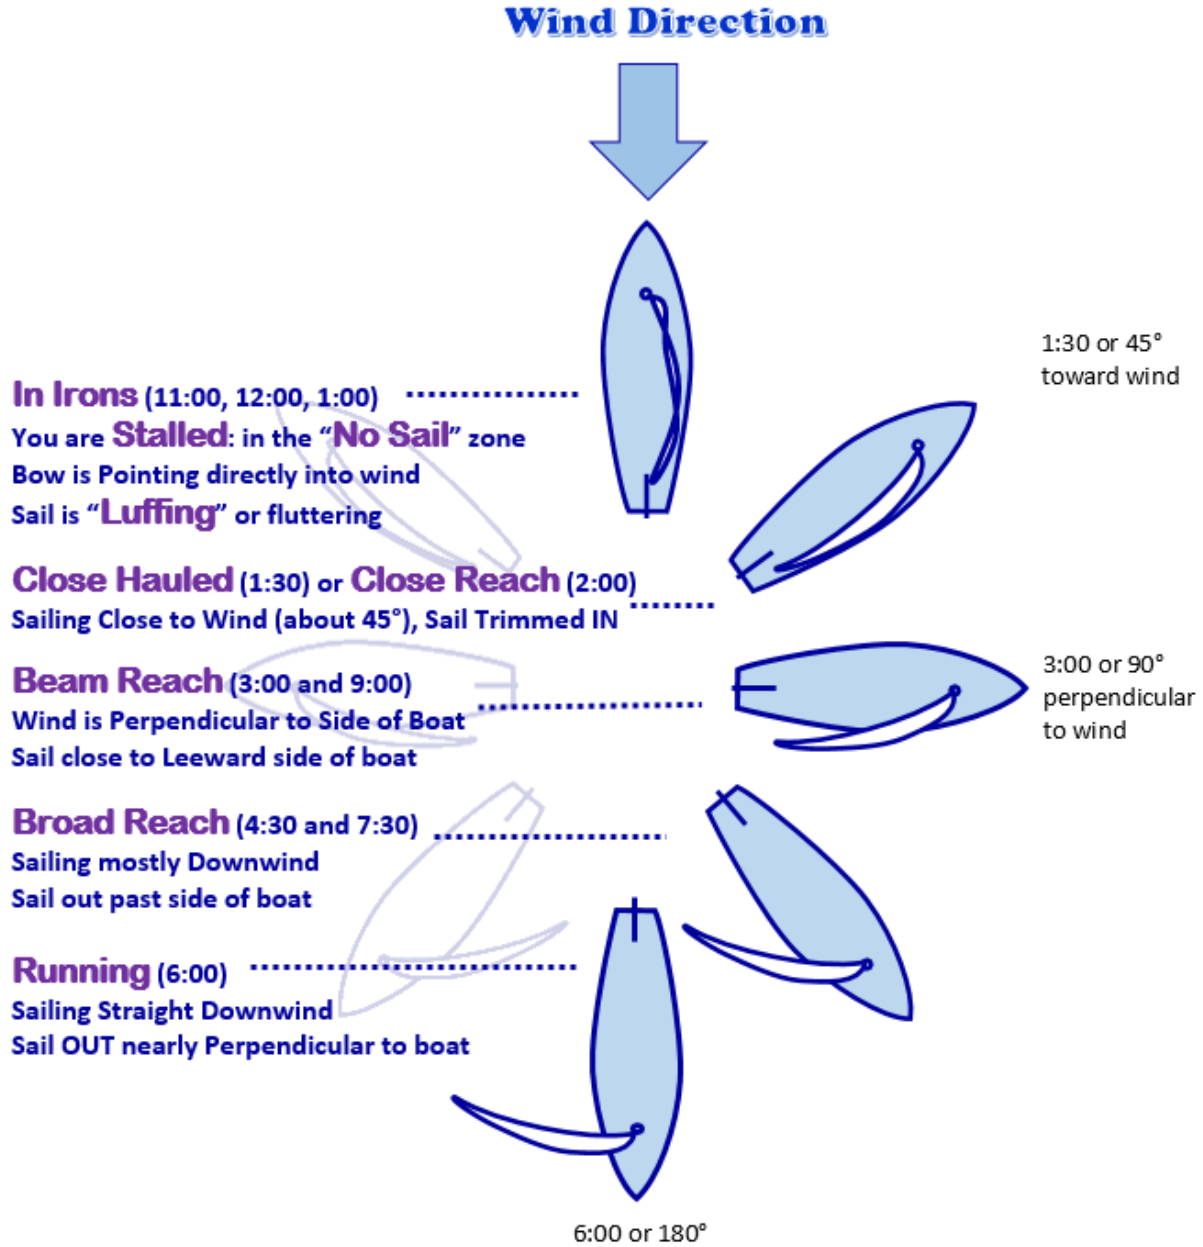 Wind Direction
1:30 or 45°
toward wind
In Irons (11:00, 12:00, 1:00)
You are Stalled: in the “No Sail” zone
Bow is Pointing directly into wind
Sail is “Luffing” or fluttering
Close Hauled (1:30) or Close Reach (2:00)
Sailing Close to Wind (about 45°), Sail Trimmed IN
Beam Reach (3:00 and 9:00)
Wind is Perpendicular to Side of Boat
Sail close to Leeward side of boat
3:00 or 90°
perpendicular
to wind
Broad Reach (4:30 and 7:30)
Sailing mostly Downwind
Sail out past side of boat
Running (6:00)
Sailing Straight Downwind
Sail OUT nearly Perpendicular to boat
6:00 or 180°